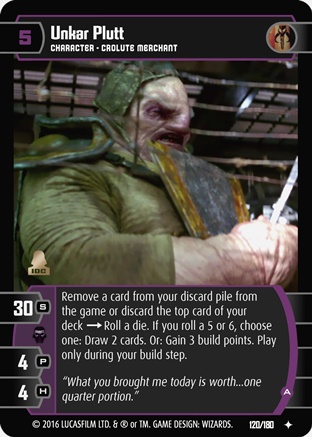 5
Unkar Plutt
CHARACTER - CROLUTE MERCHANT
IDC
30 S
4 P
4 H
Remove a card from your discard pile from
the game or discard the top card of your
deck → Roll a die. If you roll a 5 or 6, choose
one: Draw 2 cards. Or: Gain 3 build points. Play
only during your build step.
"What you brought me today is worth...one
quarter portion."
A
© 2016 LUCASFILM LTD. & ® or TM. GAME DESIGN: WIZARDS.
120/180